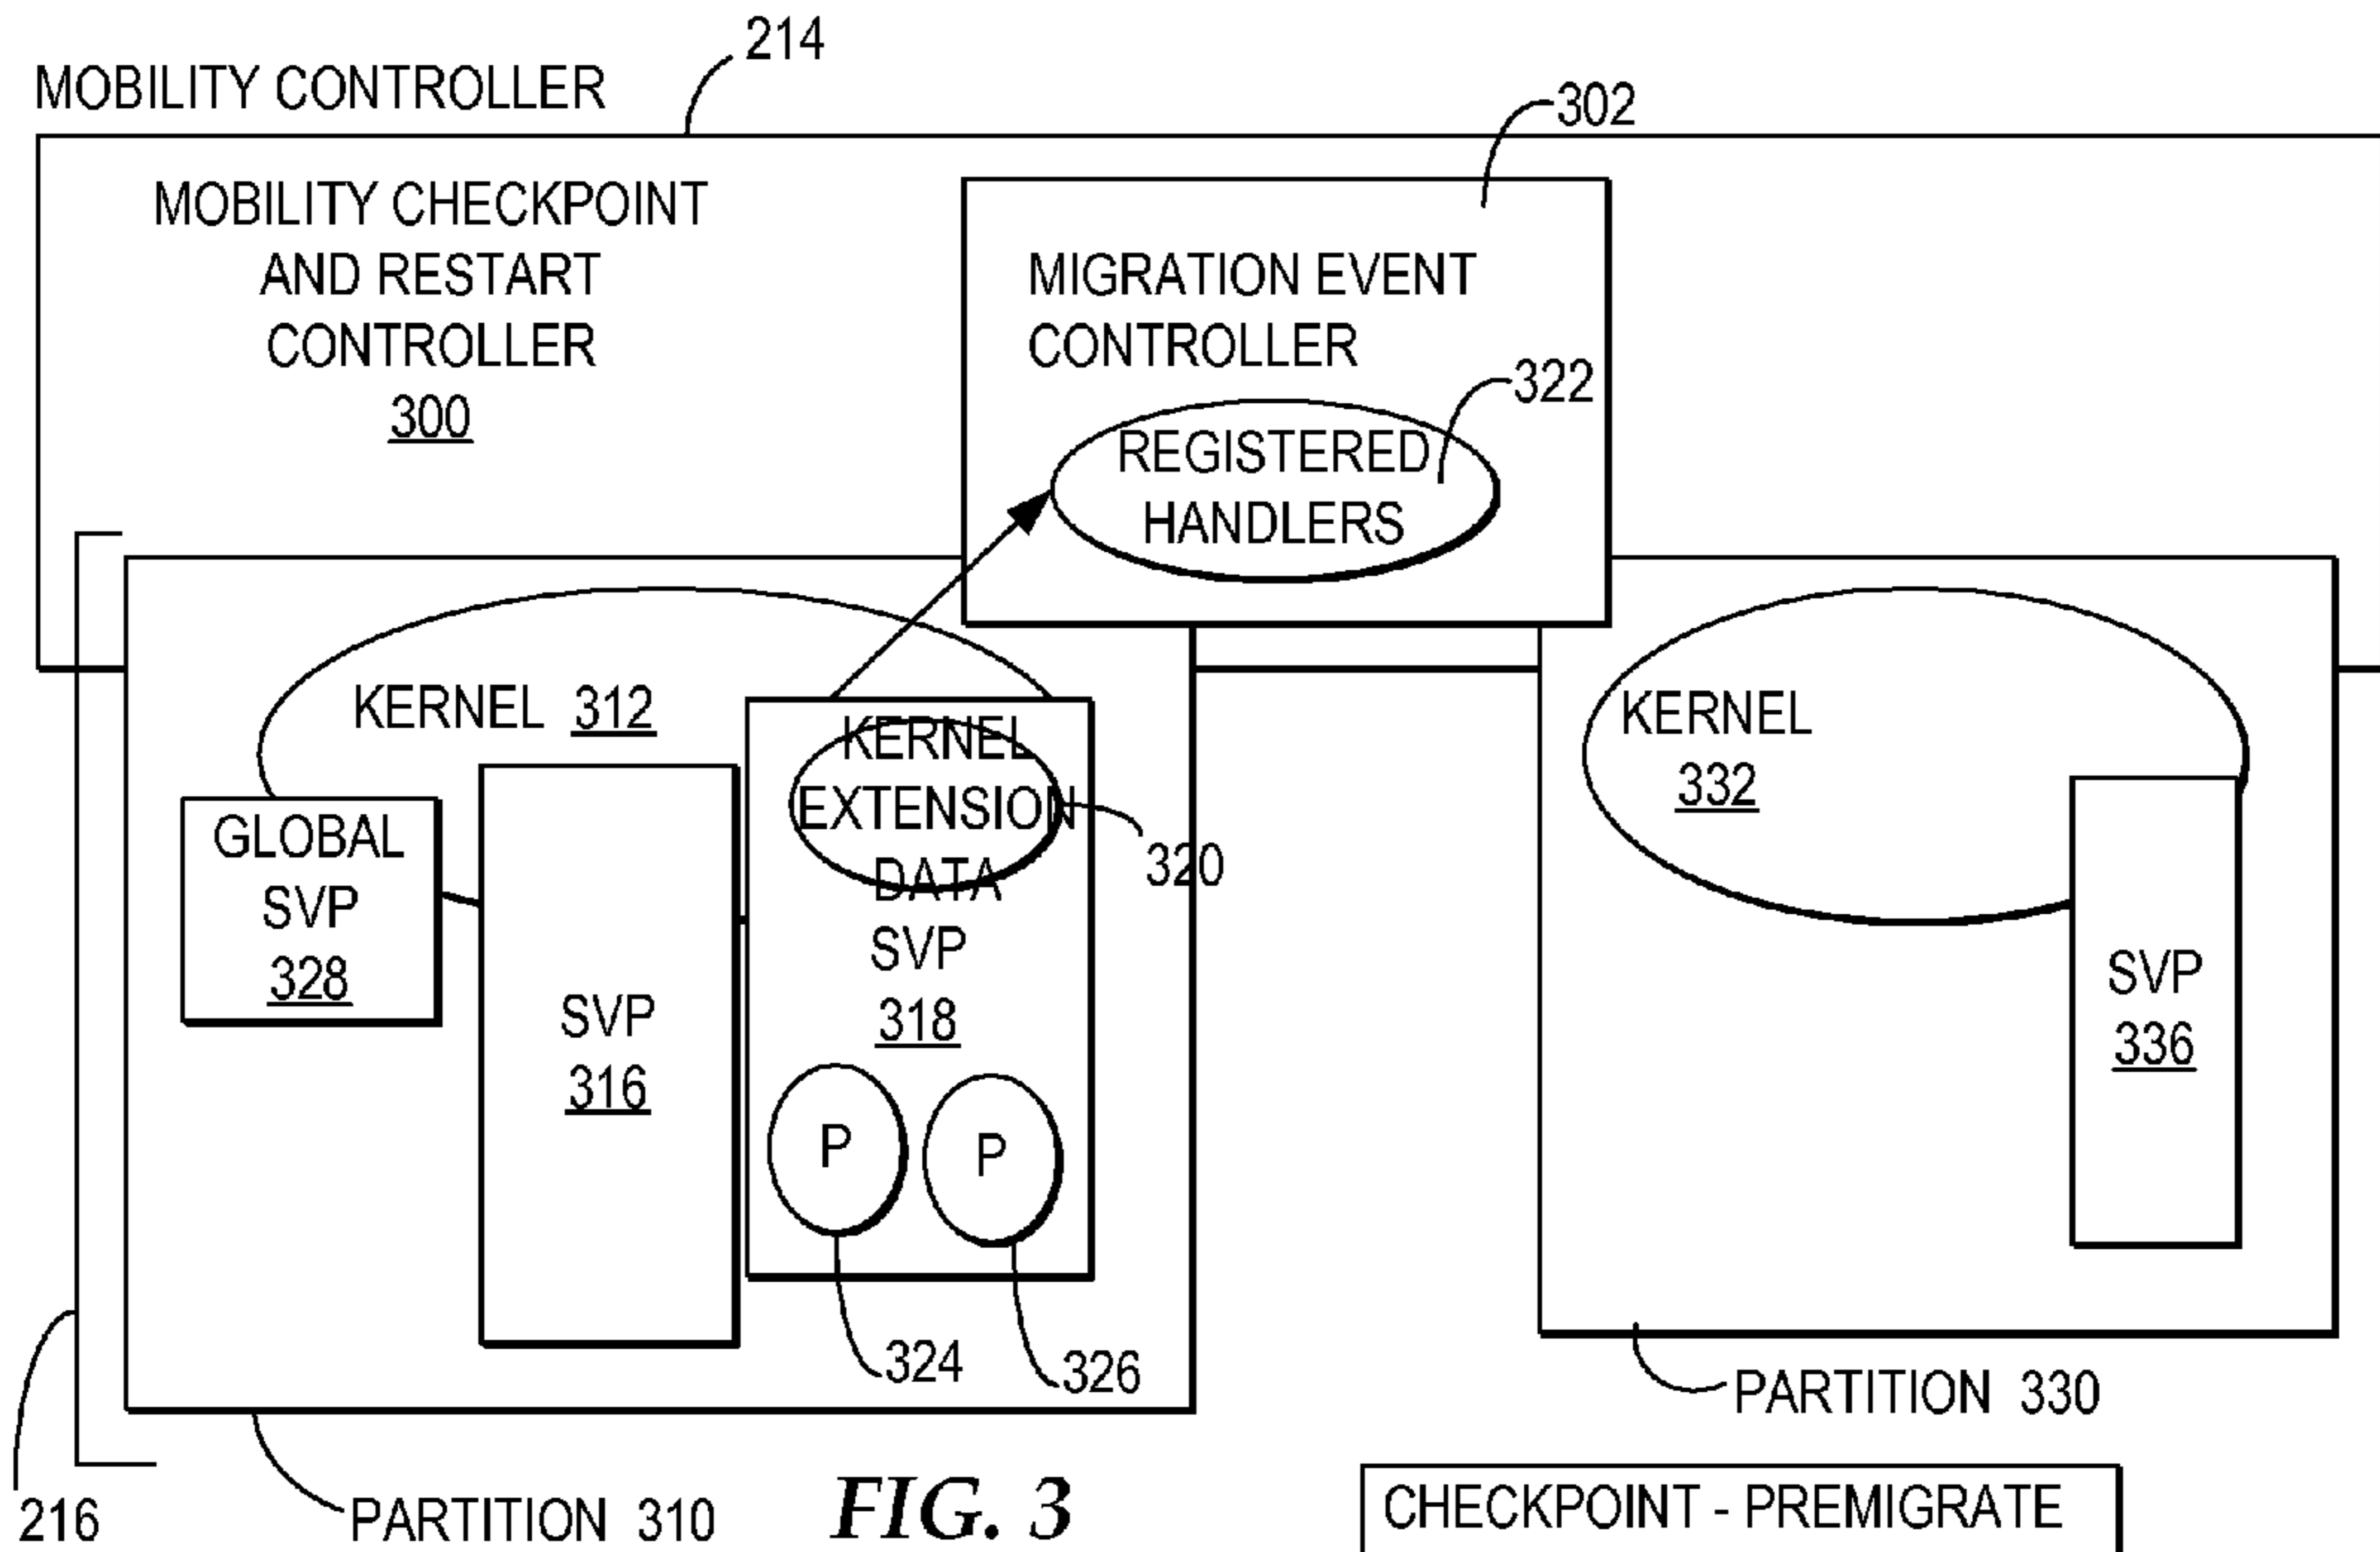 214
MOBILITY CONTROLLER
302
MOBILITY CHECKPOINT
AND RESTART
CONTROLLER
300
MIGRATION EVENT
CONTROLLER
322
REGISTERED
HANDLERS
KERNEL 312
KERNEL
EXTENSION
DATA
320
SVP
318
GLOBAL
SVP
328
SVP
316
P
P
324
326
KERNEL
332
SVP
336
PARTITION 330
216
PARTITION 310
FIG. 3
CHECKPOINT - PREMIGRATE